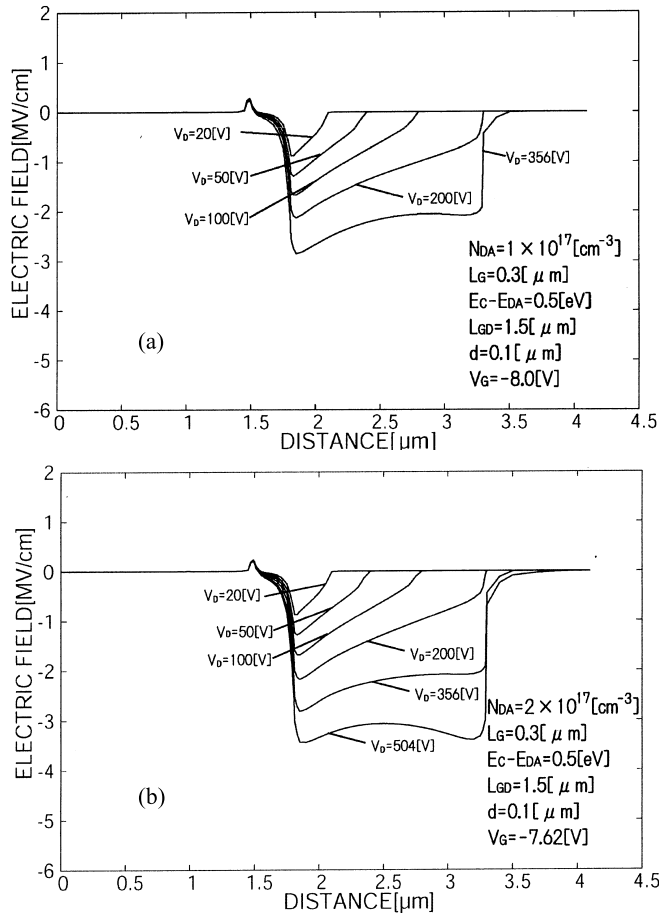 2
1
0
-1
-2
-3
-4
-5
-6
ELECTRIC FIELD[MV/cm]
VD=20[V]
VD=50[V]
VD=100[V]
VD=200[V]
VD=356[V]
NDA=1×10^17[cm^-3]
LG=0.3[μm]
EC-EDA=0.5[eV]
LGD=1.5[μm]
d=0.1[μm]
VG=-8.0[V]
(a)
0 0.5 1 1.5 2 2.5 3 3.5 4 4.5
DISTANCE[μm]
2
1
0
-1
-2
-3
-4
-5
-6
ELECTRIC FIELD[MV/cm]
VD=20[V]
VD=50[V]
VD=100[V]
VD=200[V]
VD=356[V]
VD=504[V]
NDA=2×10^17[cm^-3]
LG=0.3[μm]
EC-EDA=0.5[eV]
LGD=1.5[μm]
d=0.1[μm]
VG=-7.62[V]
(b)
0 0.5 1 1.5 2 2.5 3 3.5 4 4.5
DISTANCE[μm]